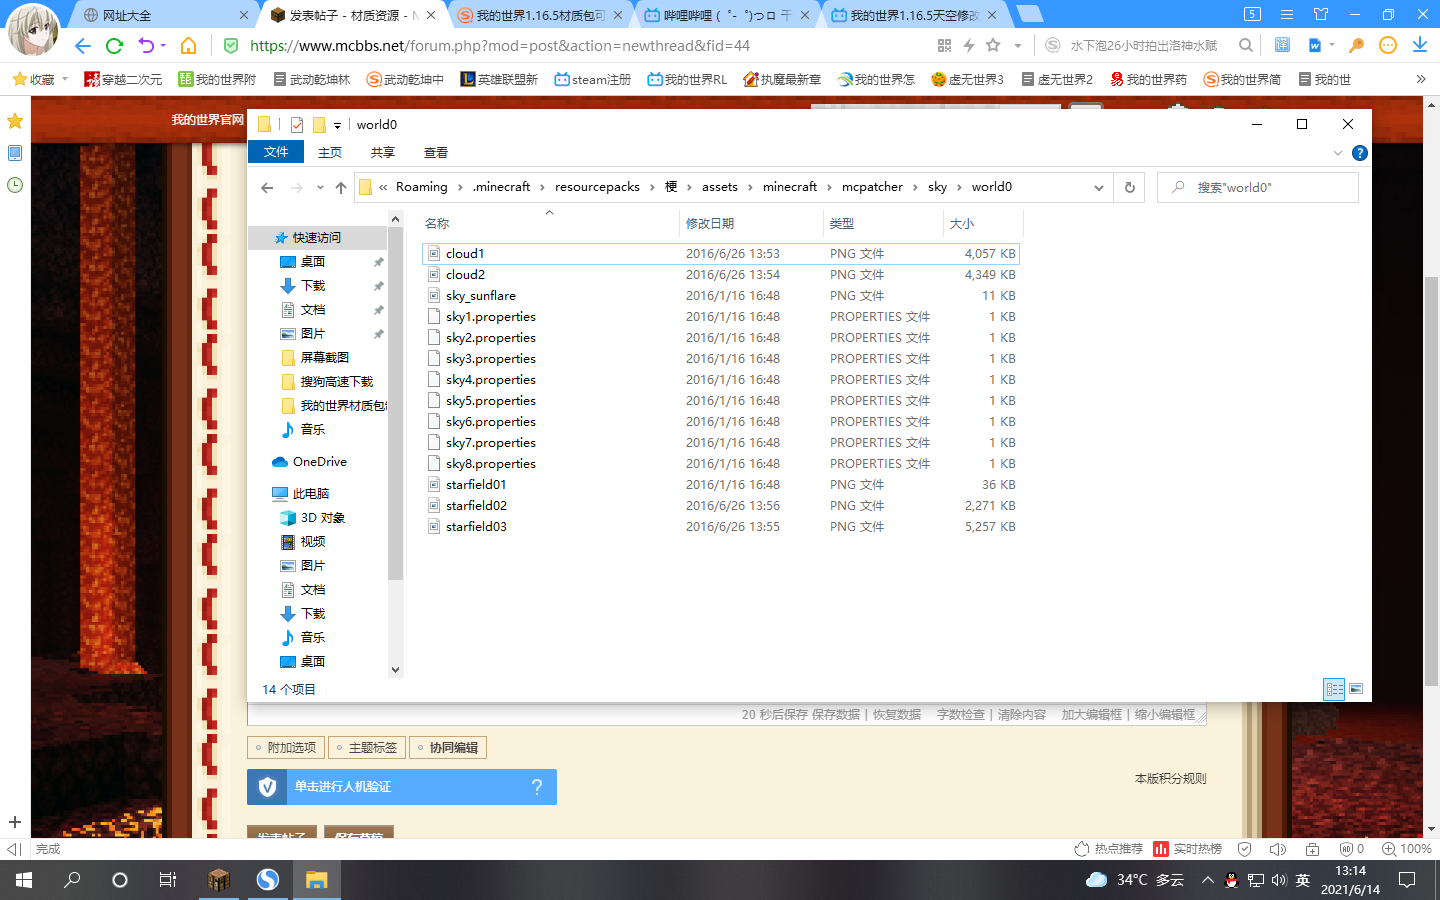 网址大全
发表帖子 - 材质资源 - M
我的世界1.16.5材质包可
哔哩哔哩 ( ゜- ゜)つロ 干
我的世界1.16.5天空修改
5
https://www.mcbbs.net/forum.php?mod=post&action=newthread&fid=44
水下泡26小时拍出洛神水赋
收藏
穿越二次元
我的世界附
武动乾坤林
武动乾坤中
英雄联盟新
steam注册
我的世界RL
执魔最新章
我的世界怎
虚无世界3
虚无世界2
我的世界药
我的世界简
我的世
我的世界官网
world0
文件
主页
共享
查看
« Roaming › .minecraft › resourcepacks › 梗 › assets › minecraft › mcpatcher › sky › world0
搜索"world0"
名称 修改日期 类型 大小
快速访问
桌面
下载
文档
图片
屏幕截图
搜狗高速下载
我的世界材质包
音乐
OneDrive
此电脑
3D 对象
视频
图片
文档
下载
音乐
桌面
cloud1 2016/6/26 13:53 PNG 文件 4,057 KB
cloud2 2016/6/26 13:54 PNG 文件 4,349 KB
sky_sunflare 2016/1/16 16:48 PNG 文件 11 KB
sky1.properties 2016/1/16 16:48 PROPERTIES 文件 1 KB
sky2.properties 2016/1/16 16:48 PROPERTIES 文件 1 KB
sky3.properties 2016/1/16 16:48 PROPERTIES 文件 1 KB
sky4.properties 2016/1/16 16:48 PROPERTIES 文件 1 KB
sky5.properties 2016/1/16 16:48 PROPERTIES 文件 1 KB
sky6.properties 2016/1/16 16:48 PROPERTIES 文件 1 KB
sky7.properties 2016/1/16 16:48 PROPERTIES 文件 1 KB
sky8.properties 2016/1/16 16:48 PROPERTIES 文件 1 KB
starfield01 2016/1/16 16:48 PNG 文件 36 KB
starfield02 2016/6/26 13:56 PNG 文件 2,271 KB
starfield03 2016/6/26 13:55 PNG 文件 5,257 KB
14 个项目
20 秒后保存 保存数据 | 恢复数据 字数检查 | 清除内容 加大编辑框 | 缩小编辑框
附加选项
主题标签
协同编辑
单击进行人机验证
?
本版积分规则
发表帖子
保存草稿
完成
热点推荐
实时热榜
0
100%
34°C 多云
英
13:14
2021/6/14